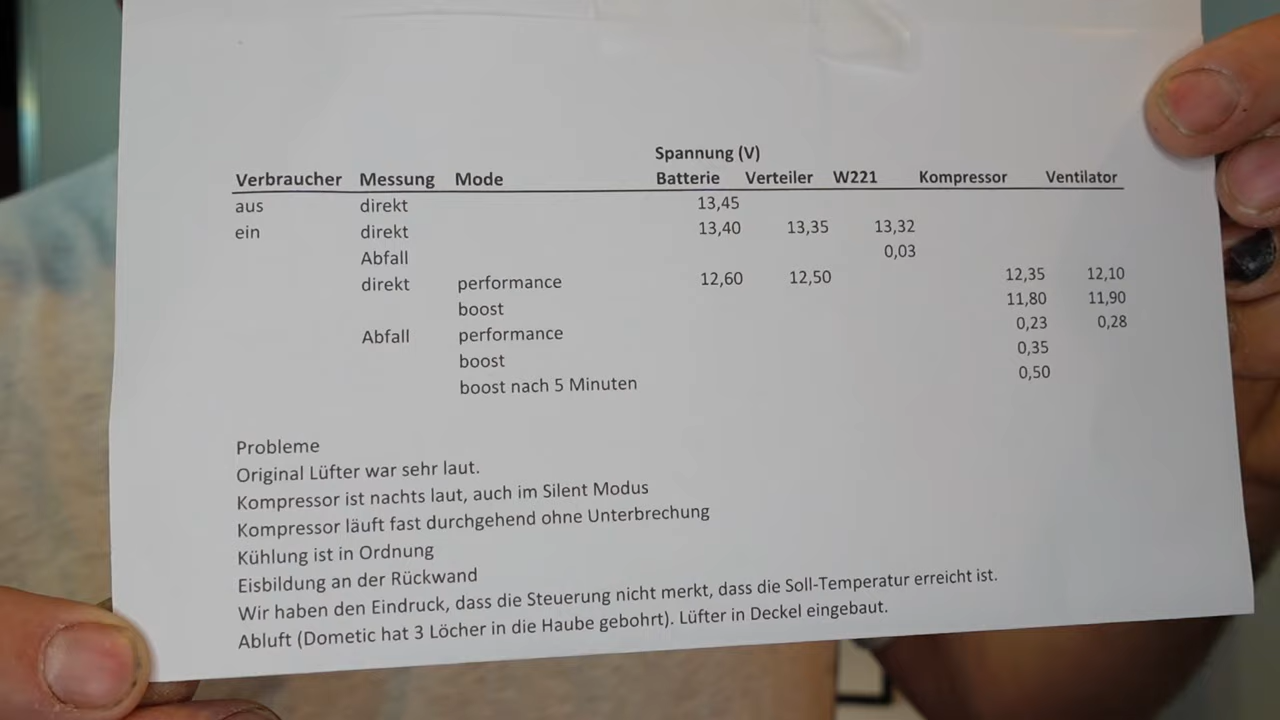 Spannung (V)
Verbraucher Messung Mode Batterie Verteiler W221 Kompressor Ventilator
aus direkt 13,45
ein direkt 13,40 13,35 13,32
Abfall 0,03
direkt performance 12,60 12,50 12,35 12,10
boost 11,80 11,90
Abfall performance 0,23 0,28
boost 0,35
boost nach 5 Minuten 0,50
Probleme
Original Lüfter war sehr laut.
Kompressor ist nachts laut, auch im Silent Modus
Kompressor läuft fast durchgehend ohne Unterbrechung
Kühlung ist in Ordnung
Eisbildung an der Rückwand
Wir haben den Eindruck, dass die Steuerung nicht merkt, dass die Soll-Temperatur erreicht ist.
Abluft (Dometic hat 3 Löcher in die Haube gebohrt). Lüfter in Deckel eingebaut.